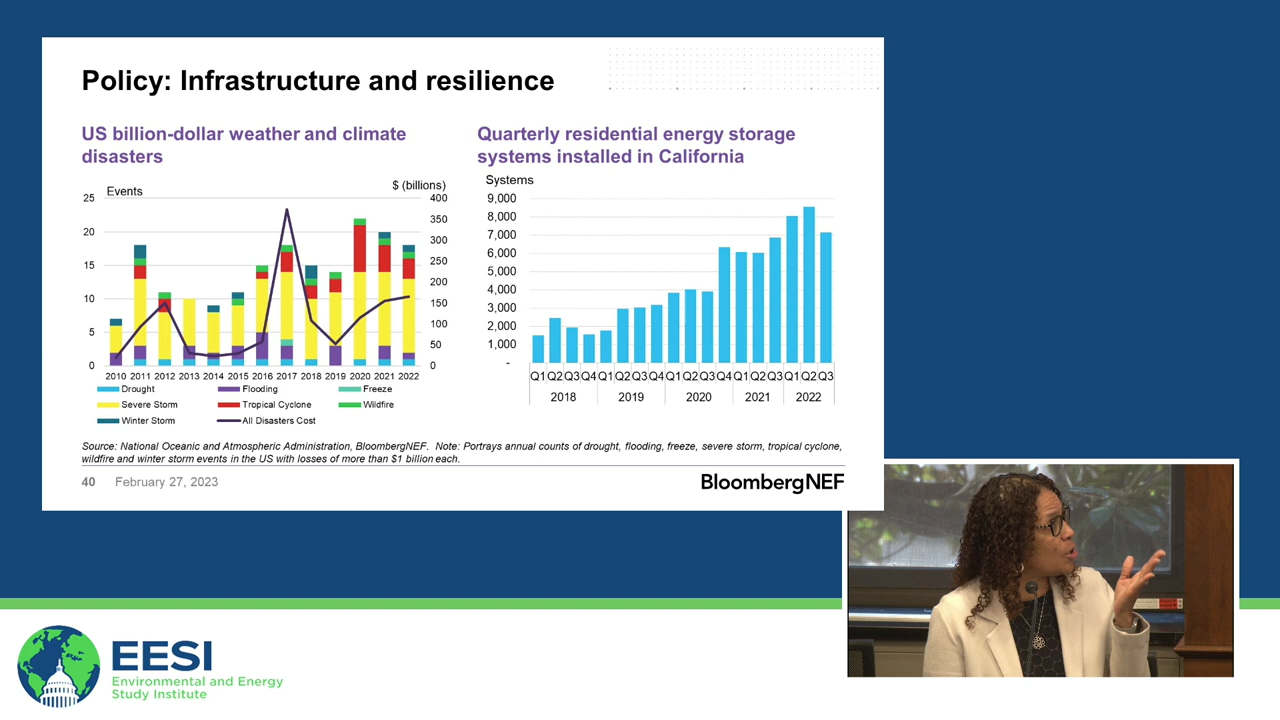 Policy: Infrastructure and resilience
US billion-dollar weather and climate
disasters
Events
$ (billions)
25
20
15
10
5
0
400
350
300
250
200
150
100
50
0
2010 2011 2012 2013 2014 2015 2016 2017 2018 2019 2020 2021 2022
Drought Flooding Freeze
Severe Storm Tropical Cyclone Wildfire
Winter Storm All Disasters Cost
Quarterly residential energy storage
systems installed in California
Systems
9,000
8,000
7,000
6,000
5,000
4,000
3,000
2,000
1,000
-
Q1 Q2 Q3 Q4 Q1 Q2 Q3 Q4 Q1 Q2 Q3 Q4 Q1 Q2 Q3 Q1 Q2 Q3
2018 2019 2020 2021 2022
Source: National Oceanic and Atmospheric Administration, BloombergNEF. Note: Portrays annual counts of drought, flooding, freeze, severe storm, tropical cyclone,
wildfire and winter storm events in the US with losses of more than $1 billion each.
40 February 27, 2023
BloombergNEF
EESI
Environmental and Energy
Study Institute